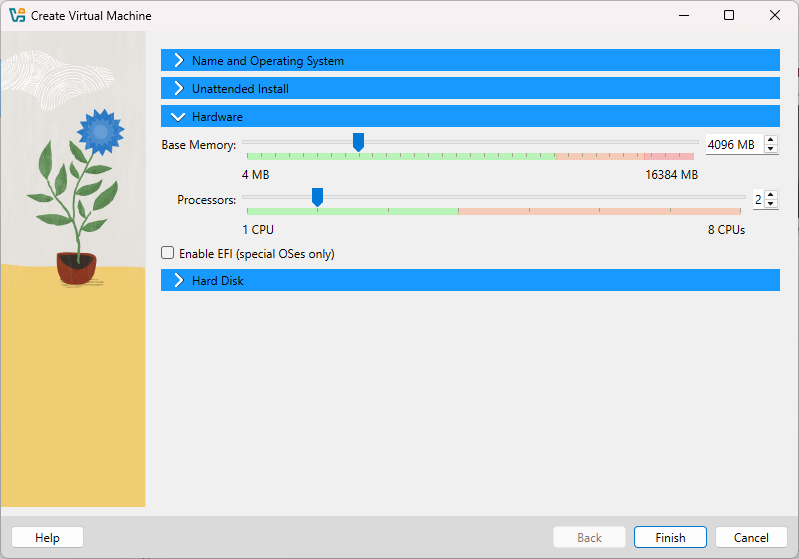 Create Virtual Machine
Name and Operating System
Unattended Install
Hardware
Base Memory: 4096 MB
4 MB 16384 MB
Processors: 2
1 CPU 8 CPUs
Enable EFI (special OSes only)
Hard Disk
Help Back Finish Cancel